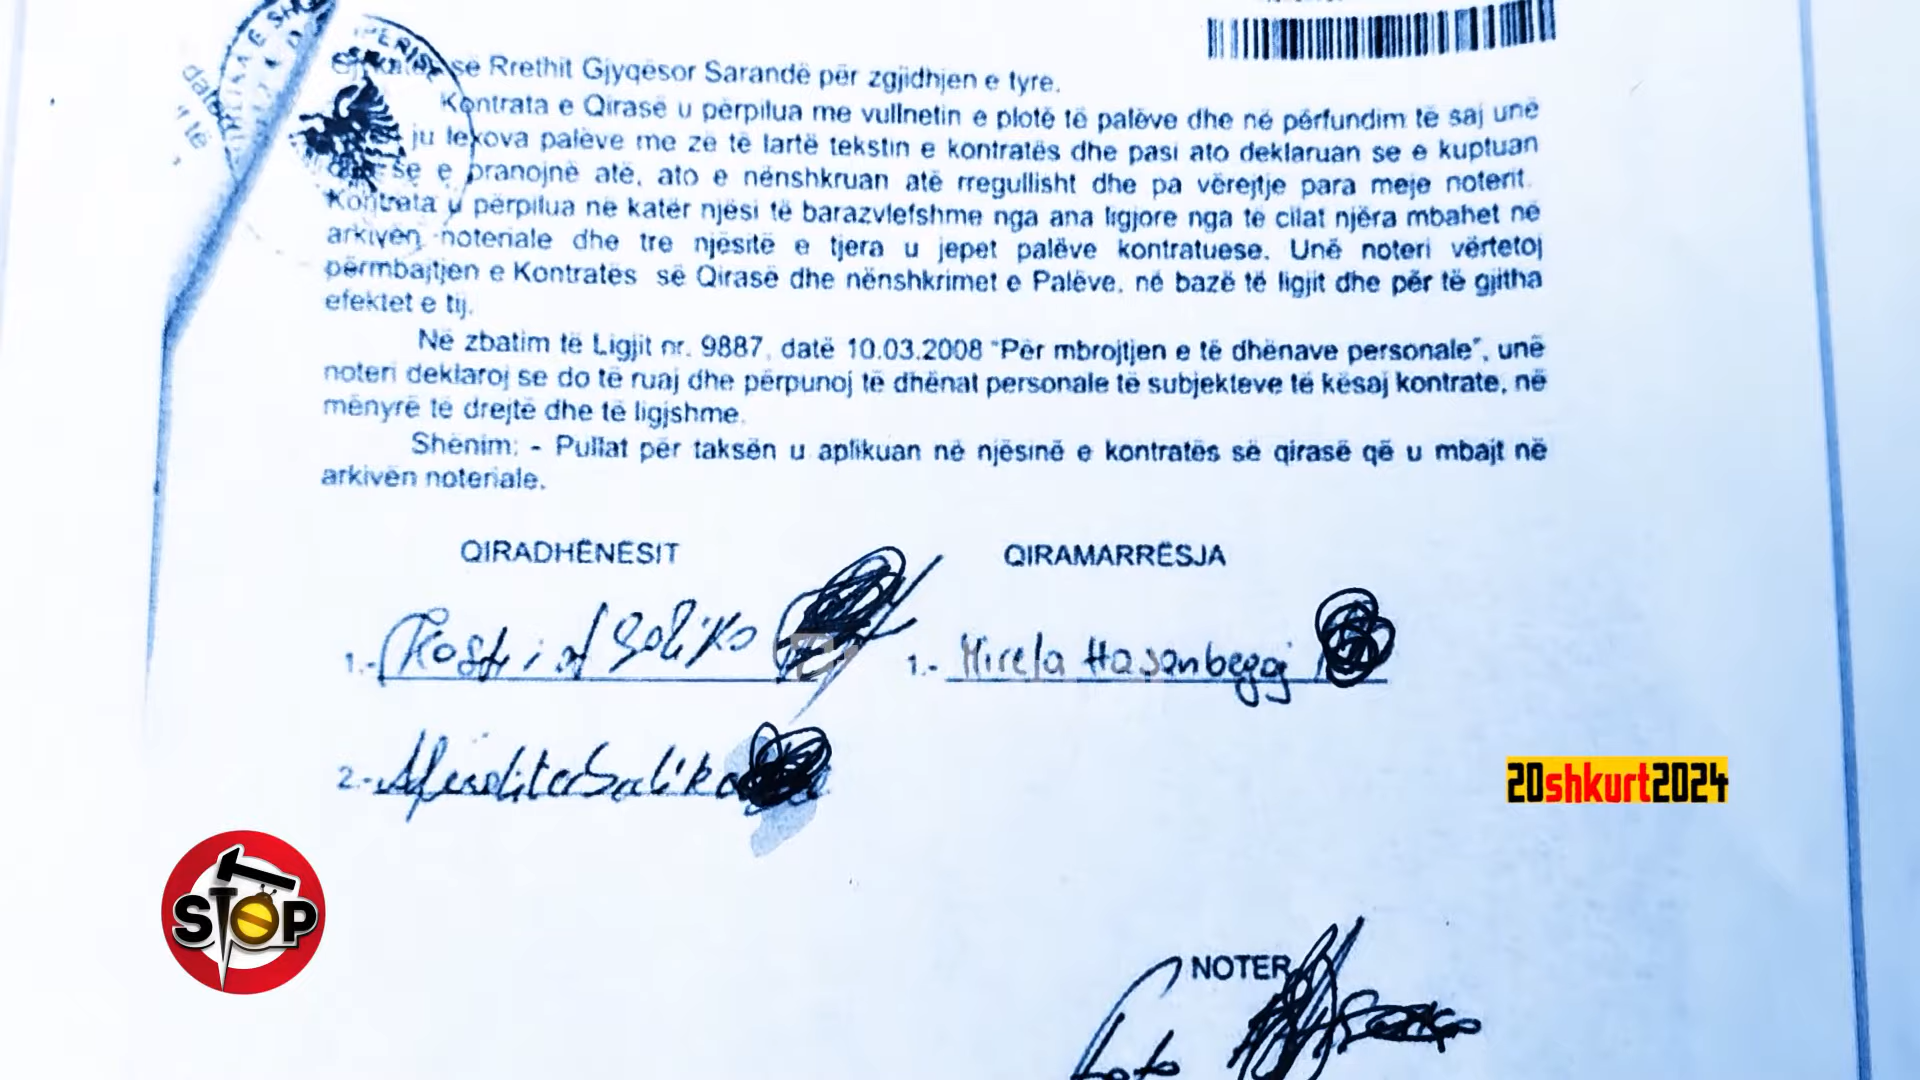 së Rrethit Gjyqësor Sarandë për zgjidhjen e tyre.
Kontrata e Qirasë u përpilua me vullnetin e plotë të palëve dhe në përfundim të saj unë
ju lexova palëve me zë të lartë tekstin e kontratës dhe pasi ato deklaruan se e kuptuan
se e pranojnë atë, ato e nënshkruan atë rregullisht dhe pa vërejtje para meje noterit.
Kontrata u përpilua në katër njësi të barazvlefshme nga ana ligjore nga të cilat njëra mbahet në
arkivën noteriale dhe tre njësitë e tjera u jepet palëve kontratuese. Unë noteri vërtetoj
përmbajtjen e Kontratës së Qirasë dhe nënshkrimet e Palëve, në bazë të ligjit dhe për të gjitha
efektet e tij.
Në zbatim të Ligjit nr. 9887, datë 10.03.2008 "Për mbrojtjen e të dhënave personale", unë
noteri deklaroj se do të ruaj dhe përpunoj të dhënat personale të subjekteve të kësaj kontrate, në
mënyrë të drejtë dhe të ligjshme.
Shënim: - Pullat për taksën u aplikuan në njësinë e kontratës së qirasë që u mbajt në
arkivën noteriale.
QIRADHËNËSIT QIRAMARRËSJA
1.- 1.- Mirela Hasanbegaj
2.-
20shkurt2024
STOP
NOTER